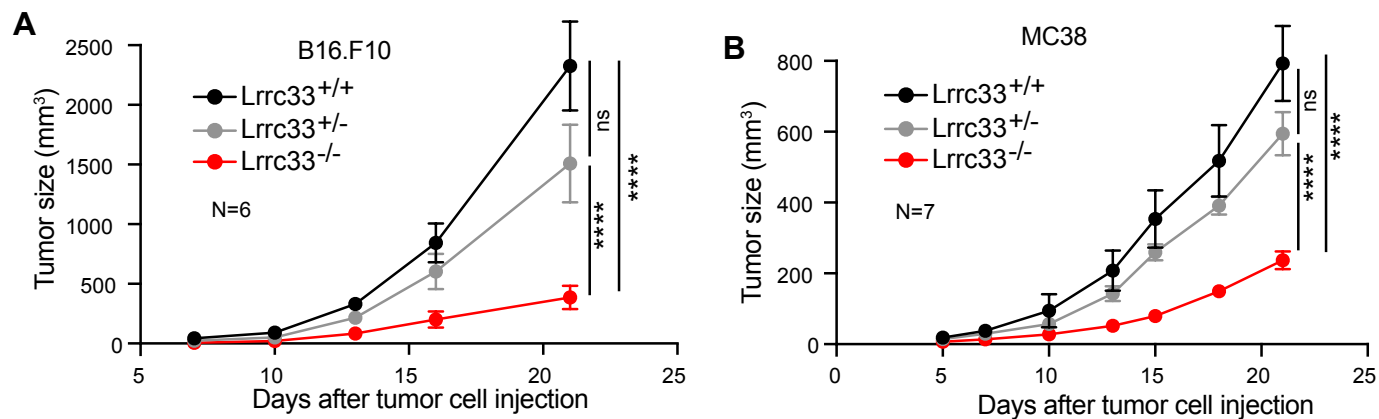 A
B16.F10
Tumor size (mm³)
2500
2000
1500
1000
500
0
Lrrc33+/+
Lrrc33+/-
Lrrc33-/-
N=6
ns
****
****
5
10
15
20
25
Days after tumor cell injection
B
MC38
Tumor size (mm³)
800
600
400
200
0
Lrrc33+/+
Lrrc33+/-
Lrrc33-/-
N=7
ns
****
****
0
5
10
15
20
25
Days after tumor cell injection